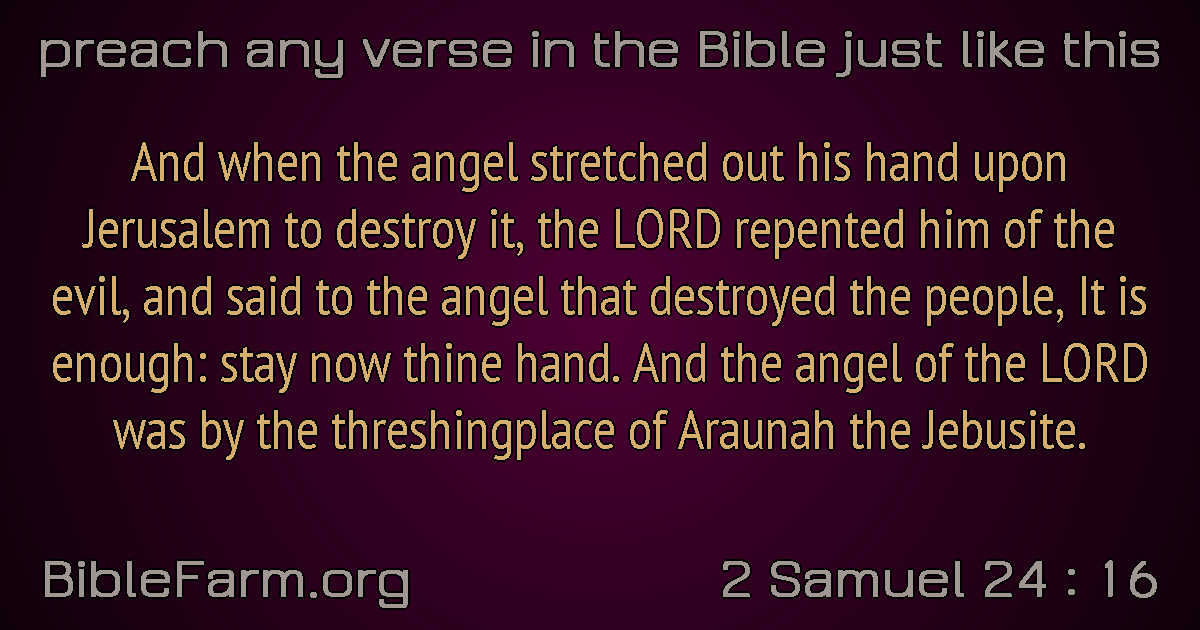 preach any verse in the Bible just like this
And when the angel stretched out his hand upon
Jerusalem to destroy it, the LORD repented him of the
evil, and said to the angel that destroyed the people, It is
enough: stay now thine hand. And the angel of the LORD
was by the threshingplace of Araunah the Jebusite.
BibleFarm.org
2 Samuel 24 : 16